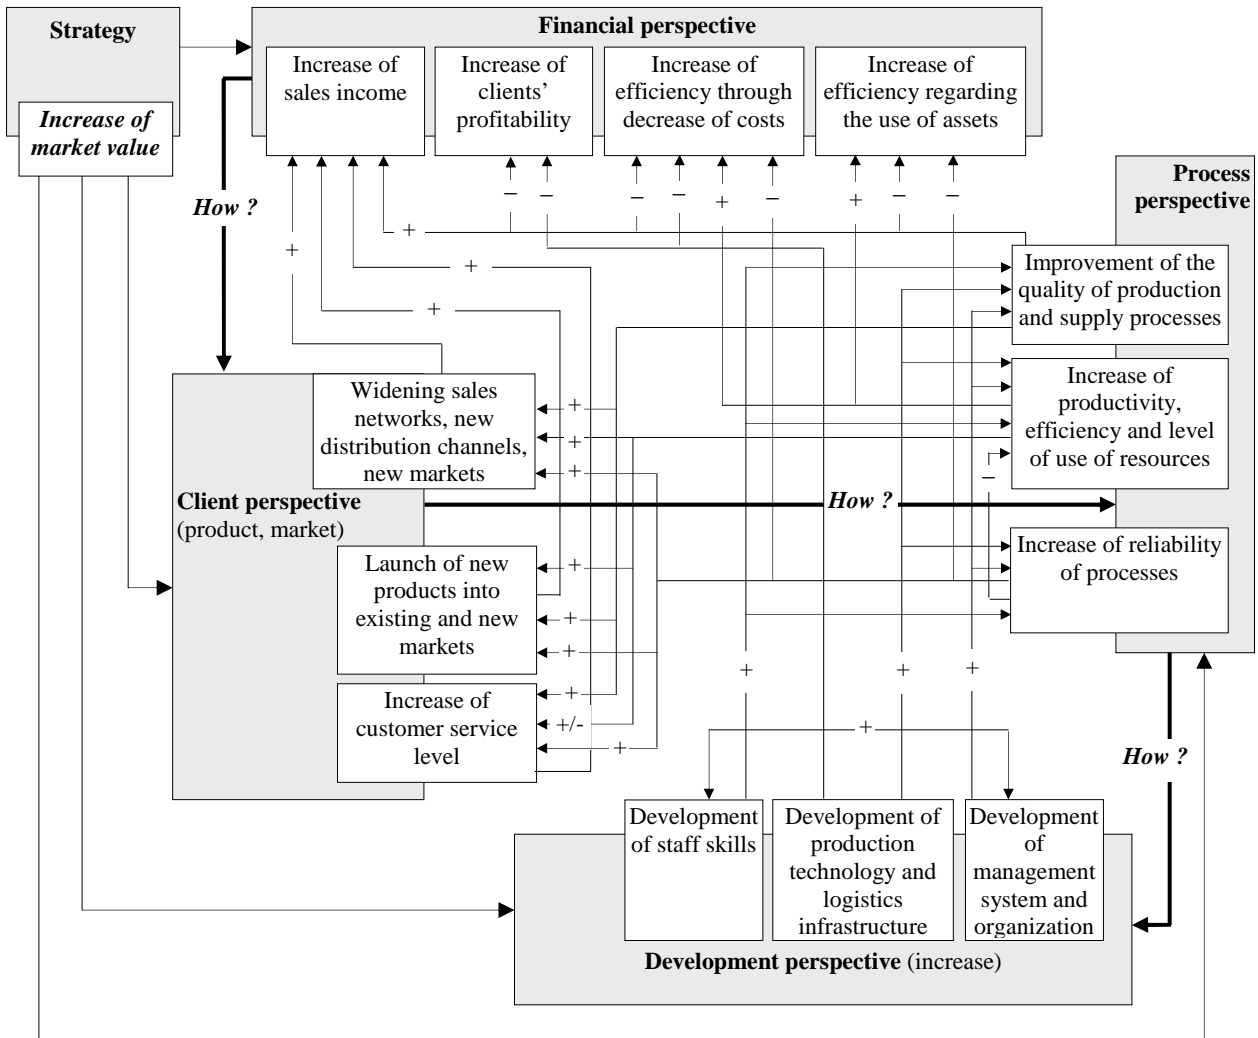 Strategy
Increase of
market value
Financial perspective
Increase of
sales income
Increase of
clients'
profitability
Increase of
efficiency through
decrease of costs
Increase of
efficiency regarding
the use of assets
How ?
− − − − + − + − −
+ +
+
+
Process
perspective
Improvement of the
quality of production
and supply processes
Increase of
productivity,
efficiency and level
of use of resources
−
Increase of reliability
of processes
Widening sales
networks, new
distribution channels,
new markets
+
+
+
Client perspective
(product, market)
How ?
Launch of new
products into
existing and new
markets
+
+
+
Increase of
customer service
level
+
+/-
+
+ + +
+
How ?
Development
of staff skills
Development of
production
technology and
logistics
infrastructure
Development
of
management
system and
organization
Development perspective (increase)